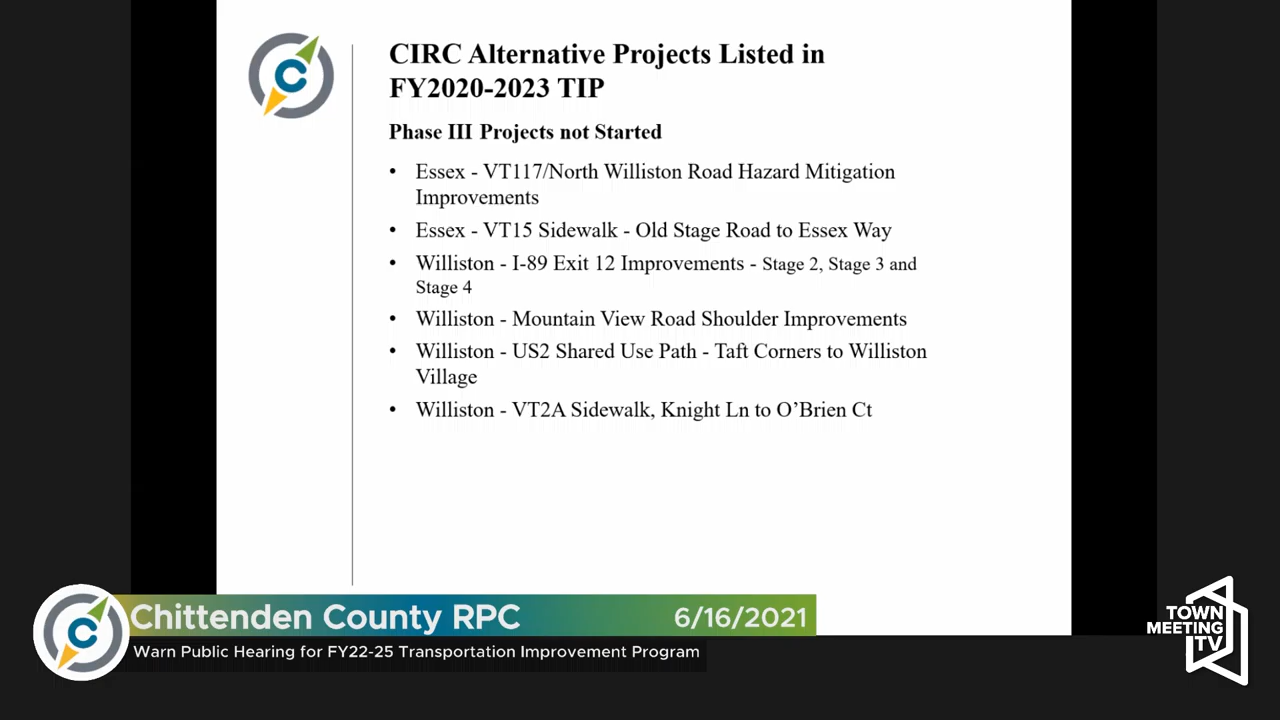 CIRC Alternative Projects Listed in
FY2020-2023 TIP
Phase III Projects not Started
• Essex - VT117/North Williston Road Hazard Mitigation
Improvements
• Essex - VT15 Sidewalk - Old Stage Road to Essex Way
• Williston - I-89 Exit 12 Improvements - Stage 2, Stage 3 and
Stage 4
• Williston - Mountain View Road Shoulder Improvements
• Williston - US2 Shared Use Path - Taft Corners to Williston
Village
• Williston - VT2A Sidewalk, Knight Ln to O’Brien Ct
Chittenden County RPC 6/16/2021
Warn Public Hearing for FY22-25 Transportation Improvement Program
TOWN
MEETING
TV